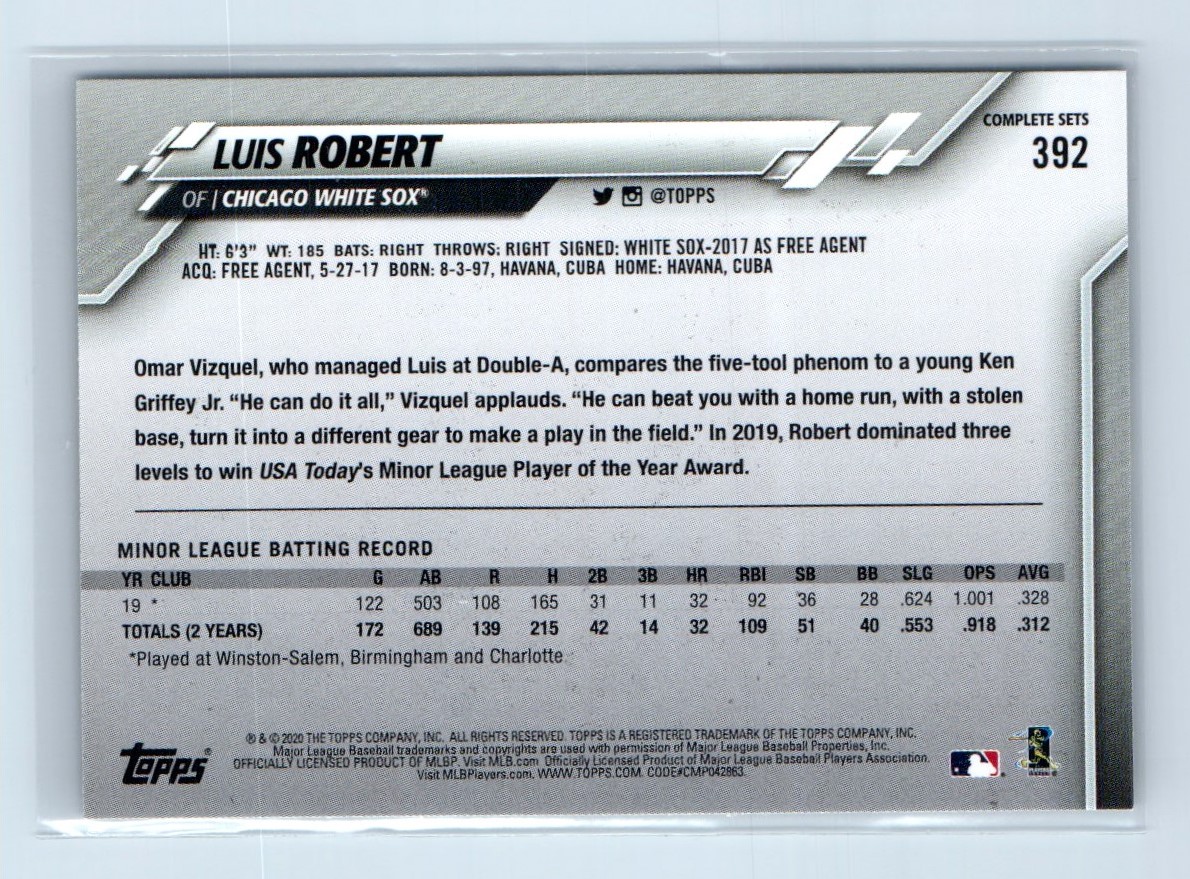 COMPLETE SETS
392
LUIS ROBERT
OF | CHICAGO WHITE SOX®
@TOPPS
HT: 6'3" WT: 185 BATS: RIGHT THROWS: RIGHT SIGNED: WHITE SOX-2017 AS FREE AGENT
ACQ: FREE AGENT, 5-27-17 BORN: 8-3-97, HAVANA, CUBA HOME: HAVANA, CUBA
Omar Vizquel, who managed Luis at Double-A, compares the five-tool phenom to a young Ken
Griffey Jr. “He can do it all,” Vizquel applauds. “He can beat you with a home run, with a stolen
base, turn it into a different gear to make a play in the field.” In 2019, Robert dominated three
levels to win USA Today's Minor League Player of the Year Award.
MINOR LEAGUE BATTING RECORD
YR CLUB G AB R H 2B 3B HR RBI SB BB SLG OPS AVG
19 * 122 503 108 165 31 11 32 92 36 28 .624 1.001 .328
TOTALS (2 YEARS) 172 689 139 215 42 14 32 109 51 40 .553 .918 .312
*Played at Winston-Salem, Birmingham and Charlotte.
® & © 2020 THE TOPPS COMPANY, INC. ALL RIGHTS RESERVED. TOPPS IS A REGISTERED TRADEMARK OF THE TOPPS COMPANY, INC.
Major League Baseball trademarks and copyrights are used with permission of Major League Baseball Properties, Inc.
OFFICIALLY LICENSED PRODUCT OF MLBP. Visit MLB.com Officially Licensed Product of Major League Baseball Players Association.
Visit MLBPlayers.com. WWW.TOPPS.COM. CODE#CMP042863.
Topps®